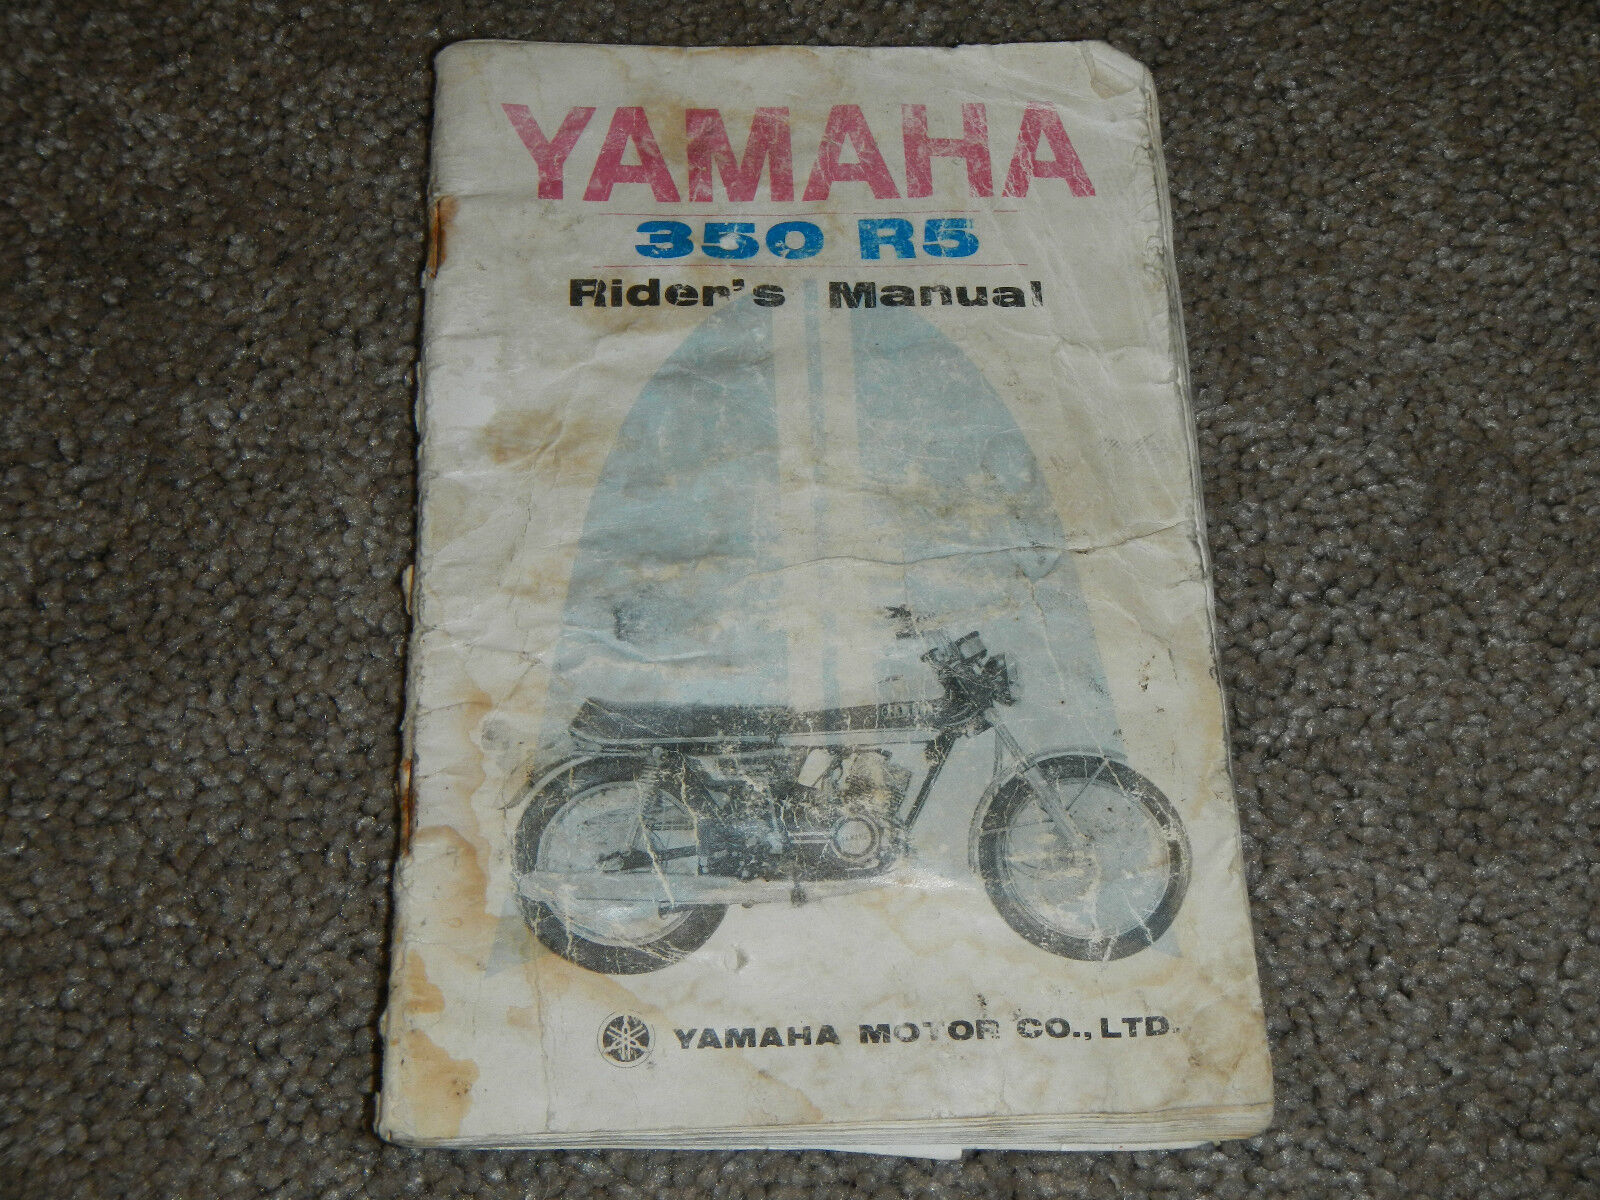 YAMAHA
350 R5
Rider's Manual
YAMAHA MOTOR CO., LTD.